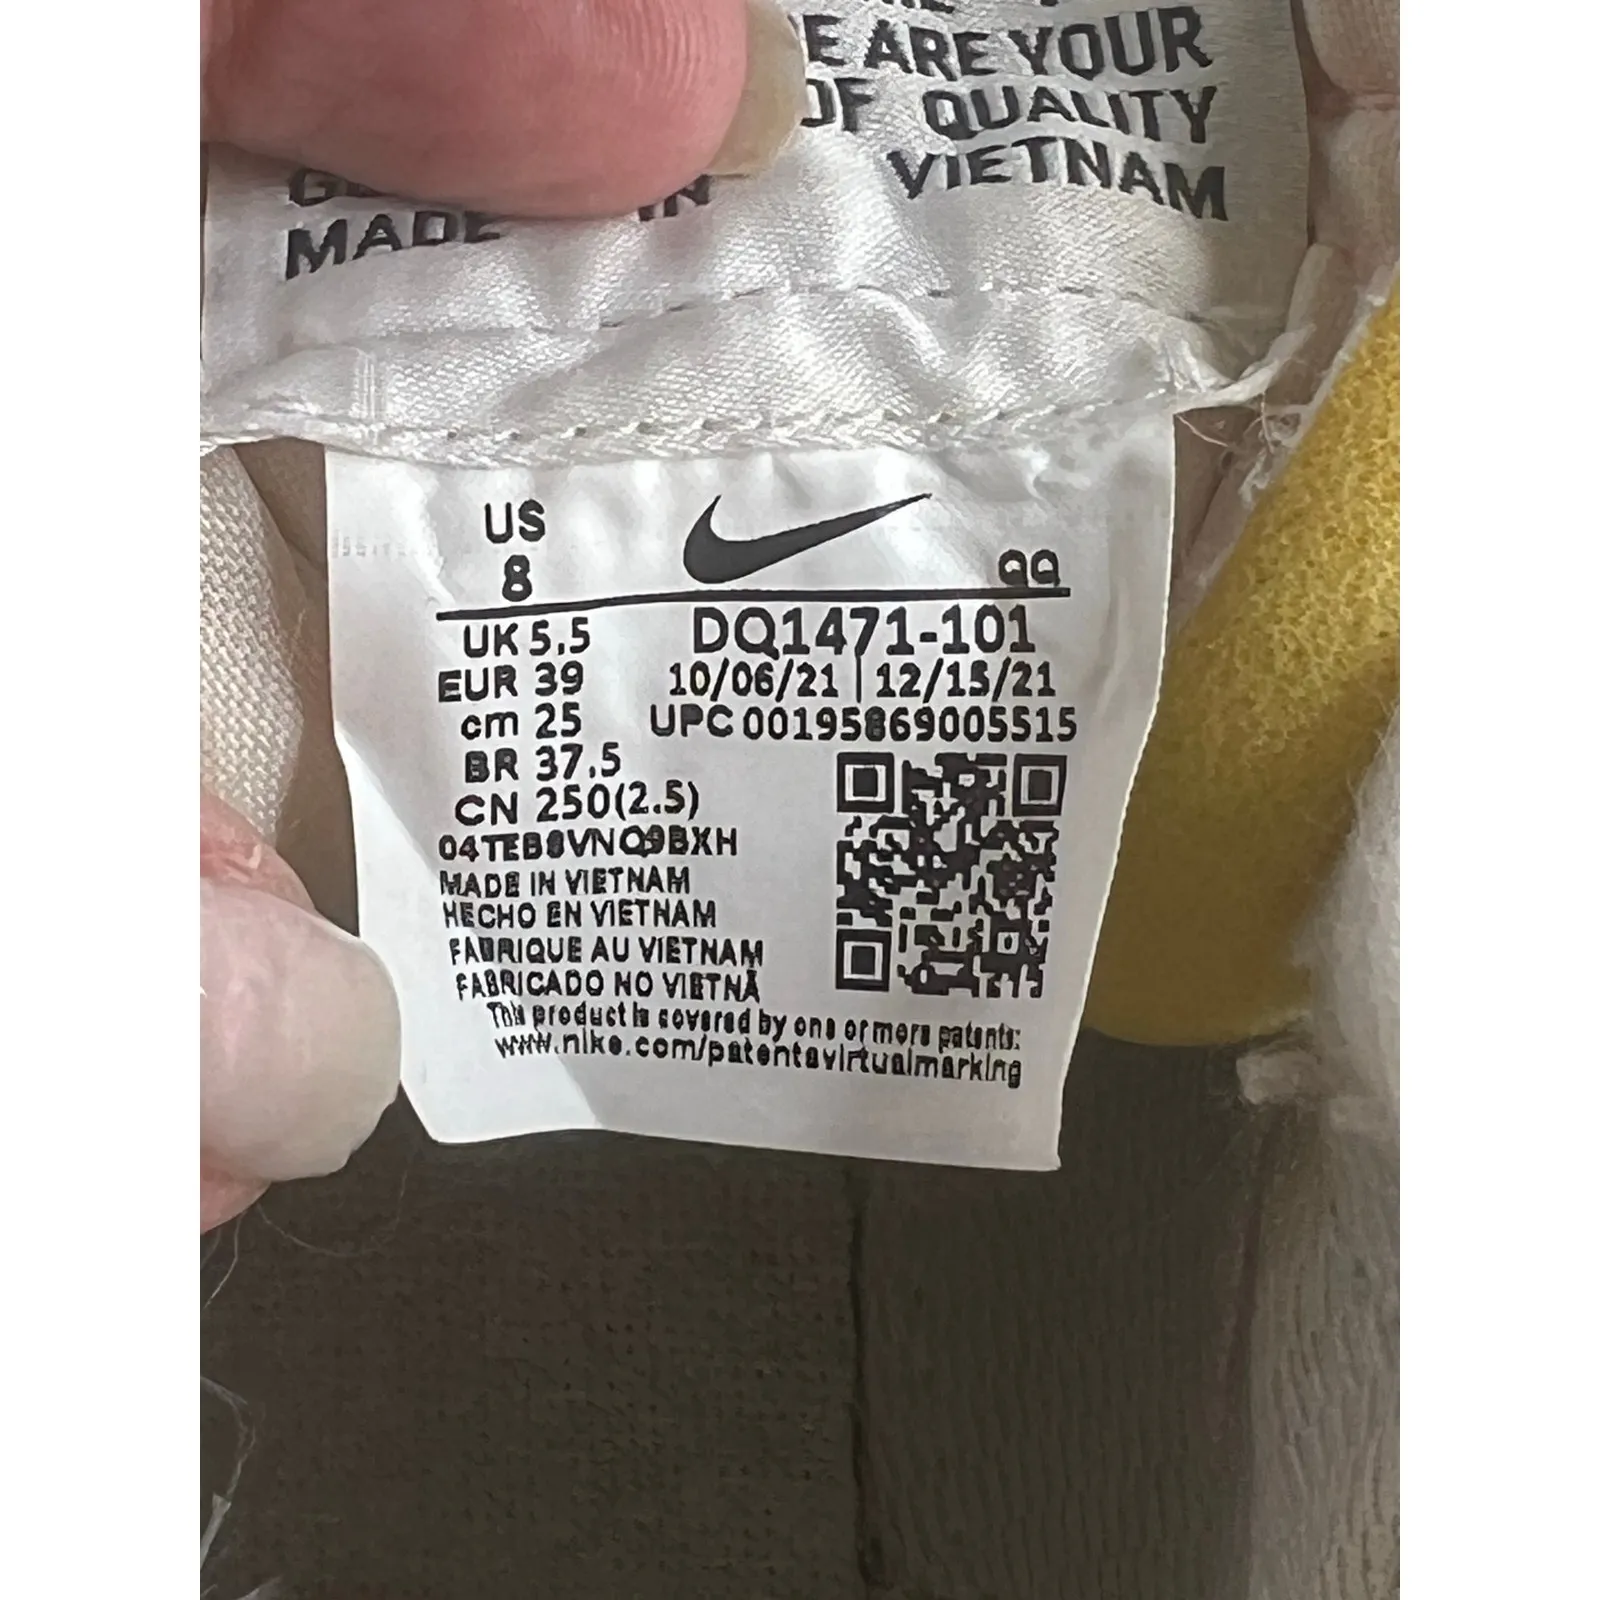 ARE YOUR
OF QUALITY
VIETNAM
IN
MADE
US
8
QQ
UK 5,5
DQ1471-101
EUR 39
10/06/21 | 12/15/21
cm 25
UPC 00195869005515
BR 37,5
CN 250(2.5)
MADE IN VIETNAM
HECHO EN VIETNAM
FABRIQUE AU VIETNAM
FABRICADO NO VIETNÃ
This product is covered by one or more patents:
www.nike.com/patentsvirtualmarking